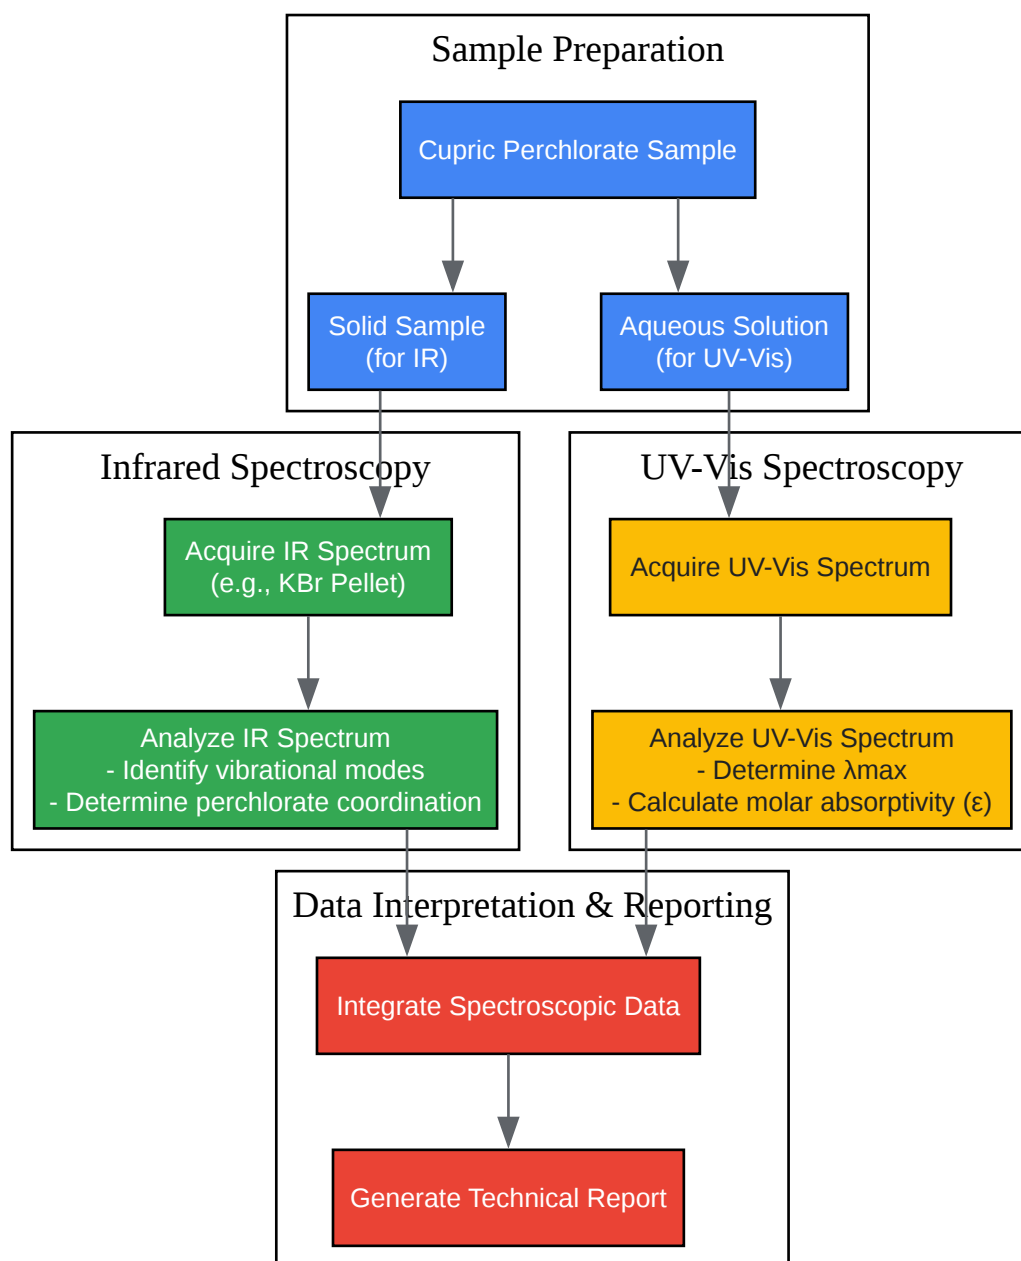 Sample Preparation
Cupric Perchlorate Sample
Solid Sample
(for IR)
Aqueous Solution
(for UV-Vis)
Infrared Spectroscopy
Acquire IR Spectrum
(e.g., KBr Pellet)
Analyze IR Spectrum
- Identify vibrational modes
- Determine perchlorate coordination
UV-Vis Spectroscopy
Acquire UV-Vis Spectrum
Analyze UV-Vis Spectrum
- Determine λmax
- Calculate molar absorptivity (ε)
Data Interpretation & Reporting
Integrate Spectroscopic Data
Generate Technical Report